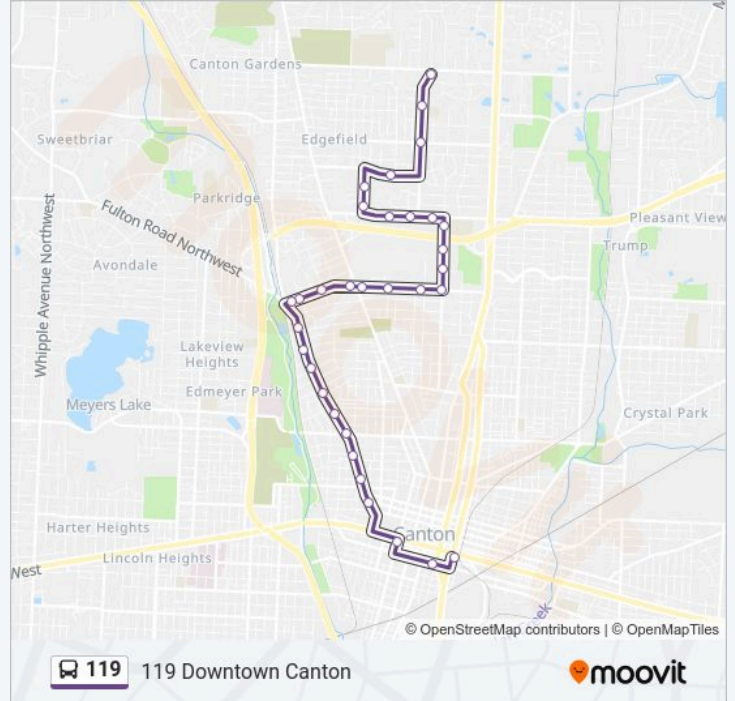 Canton Gardens
Sweetbriar
Edgefield
Parkridge
Pleasant View
Fulton Road Northwest
Trump
Avondale
Whipple Avenue Northwest
Lakeview
Heights
Edmeyer Park
Meyers Lake
Crystal Park
Harter Heights
Canton
Lincoln Heights
West
© OpenStreetMap contributors | © OpenMapTiles
119
119 Downtown Canton
moovit